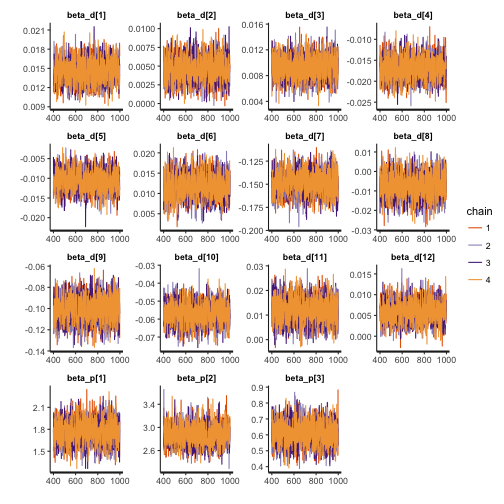 beta_d[1] beta_d[2] beta_d[3] beta_d[4]
0.021 0.018 0.015 0.012 0.009
0.0100 0.0075 0.0050 0.0025 0.0000
0.016 0.012 0.008 0.004
-0.010 -0.015 -0.020 -0.025
400 600 800 1000 400 600 800 1000 400 600 800 1000 400 600 800 1000
beta_d[5] beta_d[6] beta_d[7] beta_d[8]
-0.005 -0.010 -0.015 -0.020
0.020 0.015 0.010 0.005
-0.125 -0.150 -0.175 -0.200
0.01 0.00 -0.01 -0.02 -0.03
400 600 800 1000 400 600 800 1000 400 600 800 1000 400 600 800 1000
beta_d[9] beta_d[10] beta_d[11] beta_d[12]
-0.06 -0.08 -0.10 -0.12 -0.14
-0.03 -0.04 -0.05 -0.06 -0.07
0.03 0.02 0.01 0.00
0.015 0.010 0.005 0.000
400 600 800 1000 400 600 800 1000 400 600 800 1000 400 600 800 1000
beta_p[1] beta_p[2] beta_p[3]
2.1 1.8 1.5
3.4 3.0 2.6
0.9 0.8 0.7 0.6 0.5 0.4
400 600 800 1000 400 600 800 1000 400 600 800 1000
chain
1
2
3
4